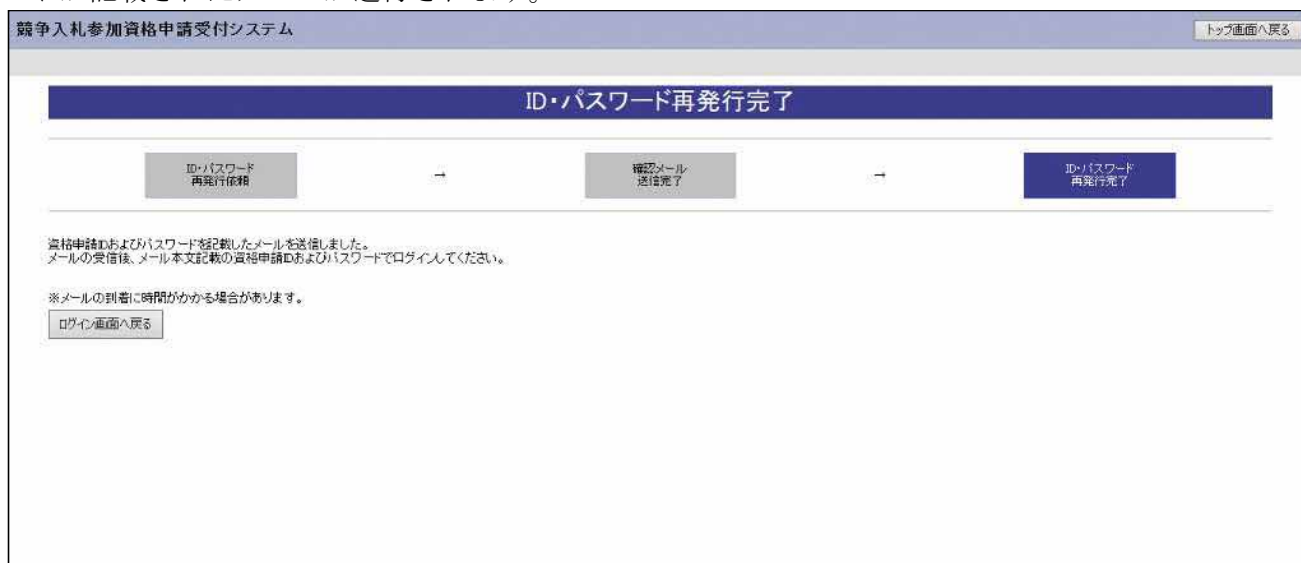 競争入札参加資格申請受付システム
トップ画面へ戻る
ID・パスワード再発行完了
ID・パスワード
再発行依頼
→
確認メール
送信完了
→
ID・パスワード
再発行完了
資格申請IDおよびパスワードを記載したメールを送信しました。
メールの受信後、メール本文記載の資格申請IDおよびパスワードでログインしてください。
※メールの到着に時間がかかる場合があります。
ログイン画面へ戻る